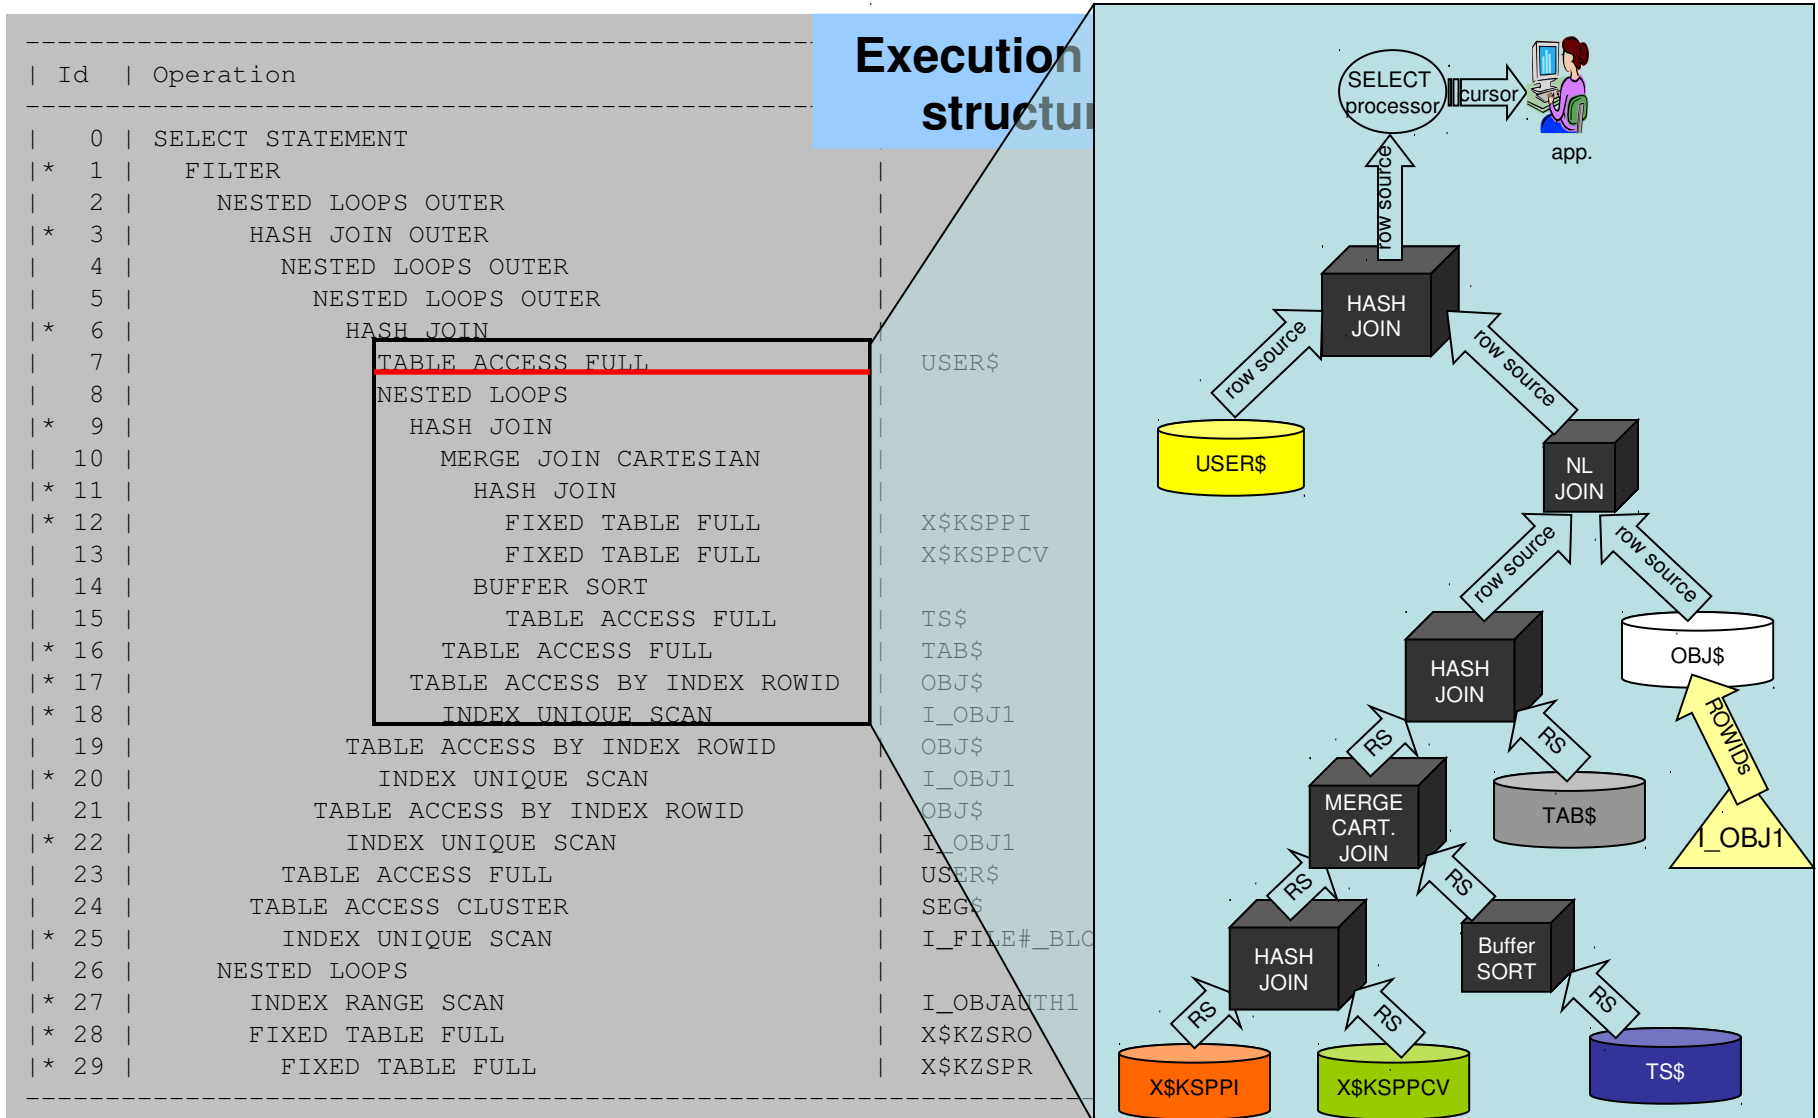 Execution
structu
| Id | Operation
| 0 | SELECT STATEMENT |
|* 1 | FILTER |
| 2 | NESTED LOOPS OUTER |
|* 3 | HASH JOIN OUTER |
| 4 | NESTED LOOPS OUTER |
| 5 | NESTED LOOPS OUTER |
|* 6 | HASH JOIN |
| 7 | TABLE ACCESS FULL | USER$
| 8 | NESTED LOOPS |
|* 9 | HASH JOIN |
| 10 | MERGE JOIN CARTESIAN |
|* 11 | HASH JOIN |
|* 12 | FIXED TABLE FULL | X$KSPPI
| 13 | FIXED TABLE FULL | X$KSPPCV
| 14 | BUFFER SORT |
| 15 | TABLE ACCESS FULL | TS$
|* 16 | TABLE ACCESS FULL | TAB$
|* 17 | TABLE ACCESS BY INDEX ROWID | OBJ$
|* 18 | INDEX UNIQUE SCAN | I_OBJ1
| 19 | TABLE ACCESS BY INDEX ROWID | OBJ$
|* 20 | INDEX UNIQUE SCAN | I_OBJ1
| 21 | TABLE ACCESS BY INDEX ROWID | OBJ$
|* 22 | INDEX UNIQUE SCAN | I_OBJ1
| 23 | TABLE ACCESS FULL | USER$
| 24 | TABLE ACCESS CLUSTER | SEG$
|* 25 | INDEX UNIQUE SCAN | I_FILE#_BLO
| 26 | NESTED LOOPS |
|* 27 | INDEX RANGE SCAN | I_OBJAUTH1
|* 28 | FIXED TABLE FULL | X$KZSRO
|* 29 | FIXED TABLE FULL | X$KZSPR
SELECT
processor
cursor
app.
row source
HASH
JOIN
row source
row source
USER$
NL
JOIN
row source
row source
HASH
JOIN
OBJ$
ROWIDs
RS
RS
MERGE
CART.
JOIN
TAB$
I_OBJ1
RS
RS
HASH
JOIN
Buffer
SORT
RS
RS
RS
X$KSPPI
X$KSPPCV
TS$